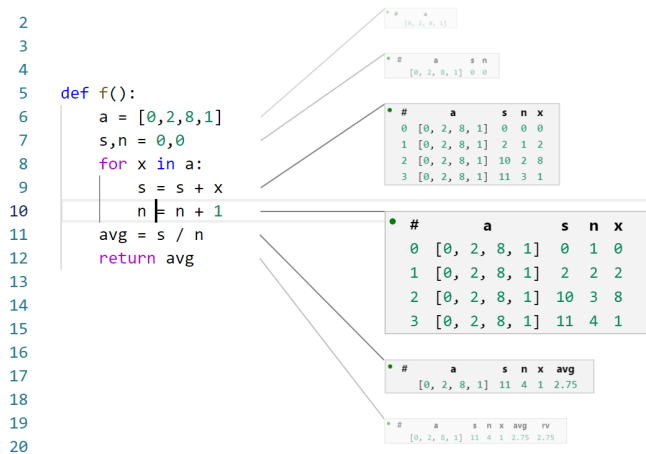 2
3
4
5 def f():
6 a = [0,2,8,1]
7 s,n = 0,0
8 for x in a:
9 s = s + x
10 n = n + 1
11 avg = s / n
12 return avg
13
14
15
16
17
18
19
20
# a
[0, 2, 8, 1]
# a s n
[0, 2, 8, 1] 0 0
# a s n x
0 [0, 2, 8, 1] 0 0 0
1 [0, 2, 8, 1] 2 1 2
2 [0, 2, 8, 1] 10 2 8
3 [0, 2, 8, 1] 11 3 1
# a s n x
0 [0, 2, 8, 1] 0 1 0
1 [0, 2, 8, 1] 2 2 2
2 [0, 2, 8, 1] 10 3 8
3 [0, 2, 8, 1] 11 4 1
# a s n x avg
[0, 2, 8, 1] 11 4 1 2.75
# a s n x avg rv
[0, 2, 8, 1] 11 4 1 2.75 2.75